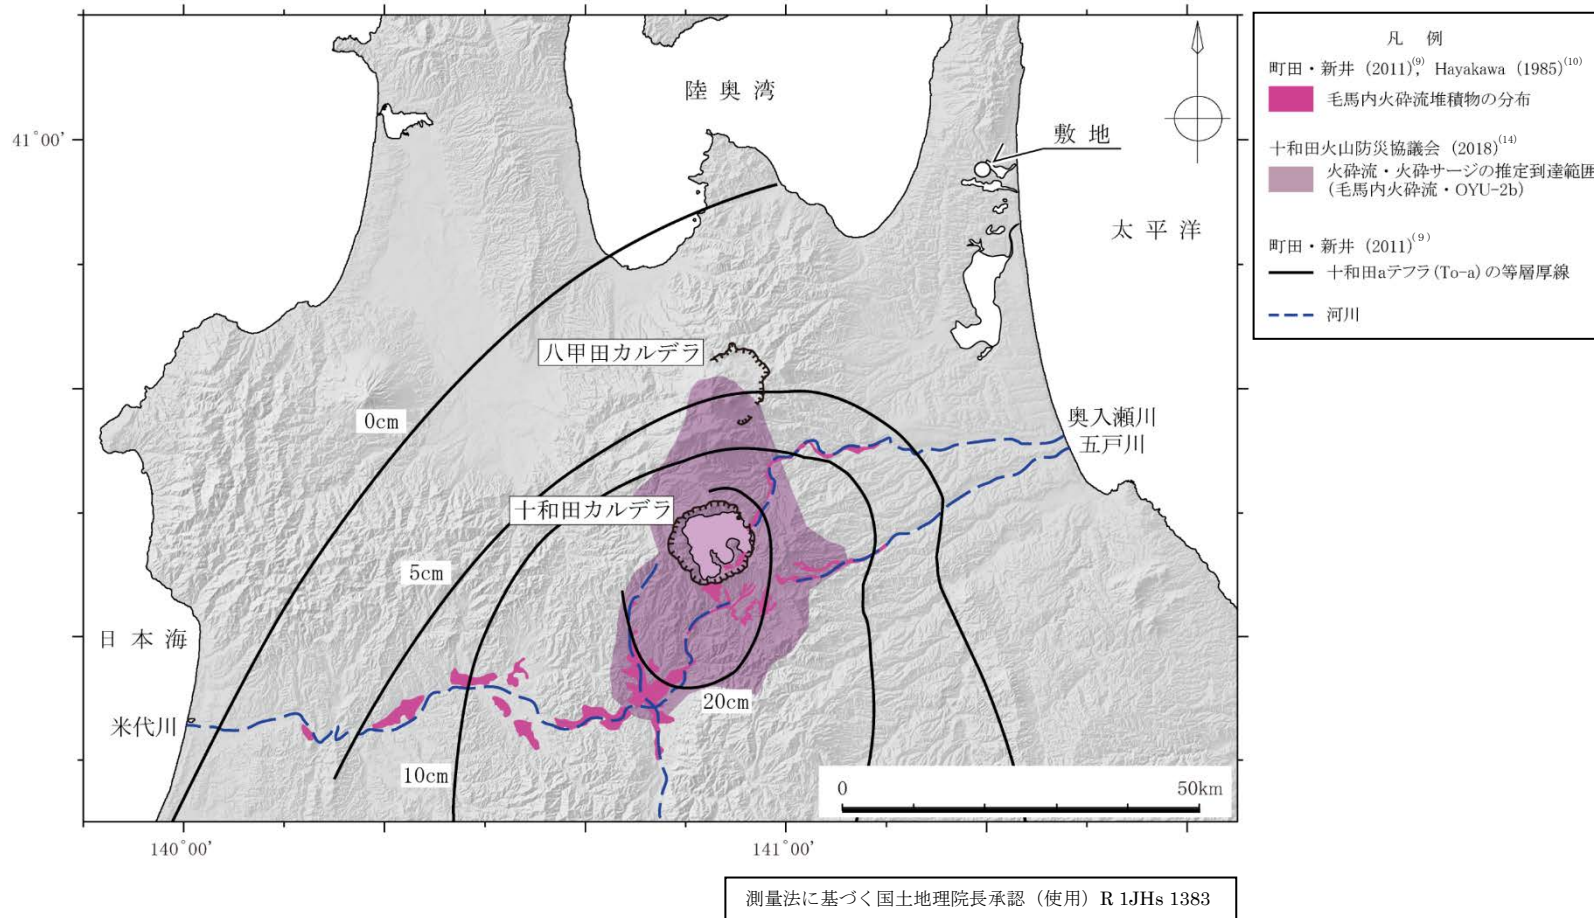 陸奥湾
41°00'
敷地
太平洋
八甲田カルデラ
0cm
奥入瀬川
五戸川
十和田カルデラ
5cm
日本海
20cm
米代川
10cm
0
50km
140°00'
141°00'
凡 例
町田・新井 (2011)⁽⁹⁾, Hayakawa (1985)⁽¹⁰⁾
毛馬内火砕流堆積物の分布
十和田火山防災協議会 (2018)⁽¹⁴⁾
火砕流・火砕サージの推定到達範囲
(毛馬内火砕流・OYU-2b)
町田・新井 (2011)⁽⁹⁾
十和田aテフラ(To-a)の等層厚線
河川
測量法に基づく国土地理院長承認（使用）R 1JHs 1383